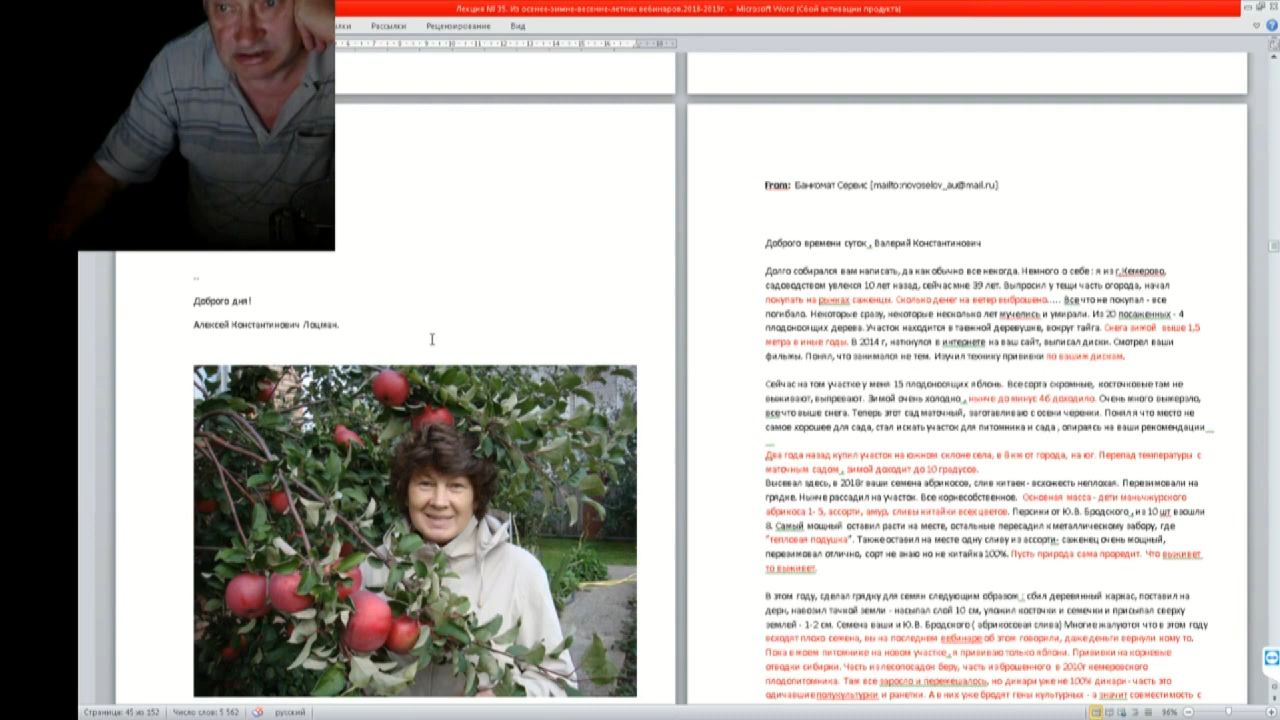 Лекция № 35. Из осенне-зимне-весенне-летних вебинаров.2018-2019г. - Microsoft Word (Сбой активации продукта)
Рассылки Рецензирование Вид
Доброго дня!
Алексей Константинович Лоцман.
From: Банкомат Сервис [mailto:novoselov_au@mail.ru]
Доброго времени суток , Валерий Константинович
Долго собирался вам написать, да как обычно все некогда. Немного о себе : я из г.Кемерово,
садоводством увлекся 10 лет назад, сейчас мне 39 лет. Выпросил у тещи часть огорода, начал
покупать на рынках саженцы. Сколько денег на ветер выброшено.... Все что не покупал - все
погибало. Некоторые сразу, некоторые несколько лет мучелись и умирали. Из 20 посаженных - 4
плодоносящих дерева. Участок находится в таежной деревушке, вокруг тайга. Снега зимой выше 1,5
метра в иные годы. В 2014 г, наткнулся в интернете на ваш сайт, выписал диски. Смотрел ваши
фильмы. Понял, что занимался не тем. Изучил технику прививки по вашим дискам.
Сейчас на том участке у меня 15 плодоносящих яблонь. Все сорта скромные, косточковые там не
выживают, выпревают. Зимой очень холодно , нынче до минус 46 доходило. Очень много вымерзло,
все что выше снега. Теперь этот сад маточный, заготавливаю с осени черенки. Понял я что место не
самое хорошее для сада, стал искать участок для питомника и сада , опираясь на ваши рекомендации
Два года назад купил участок на южном склоне села, в 8 км от города, на юг. Перепад температуры с
маточным садом , зимой доходит до 10 градусов.
Высевал здесь, в 2018г ваши семена абрикосов, слив китаек - всхожесть неплохая. Перезимовали на
грядке. Нынче рассадил на участок. Все корнесобственное. Основная масса - дети маньчжурского
абрикоса 1- 5, ассорти, амур, сливы китайки всех цветов. Персики от Ю.В. Бродского , из 10 шт взошли
8. Самый мощный оставил расти на месте, остальные пересадил к металлическому забору, где
"тепловая подушка". Также оставил на месте одну сливу из ассорти- саженец очень мощный,
перезимовал отлично, сорт не знаю но не китайка 100%. Пусть природа сама проредит. Что выживет
то выживет.
В этом году, сделал грядку для семян следующим образом : сбил деревянный каркас, поставил на
дерн, навозил тачкой земли - насыпал слой 10 см, уложил косточки и семечки и присыпал сверху
землей - 1-2 см. Семена ваши и Ю.В. Бродского ( абрикосовая слива) Многие жалуются что в этом году
всходят плохо семена, вы на последнем вебинаре об этом говорили, даже деньги вернули кому то.
Пока в моем питомнике на новом участке , я прививаю только яблони. Прививки на корневые
отводки сибирки. Часть из лесопосадок беру, часть из брошенного в 2010г кемеровского
плодопитомника. Там все заросло и перемешалось, но дикари уже не 100% дикари - часть это
одичавшие полукультурки и ранетки. А в них уже бродят гены культурных - а значит совместимость с
Страница: 45 из 152 Число слов: 5 562 русский 96%